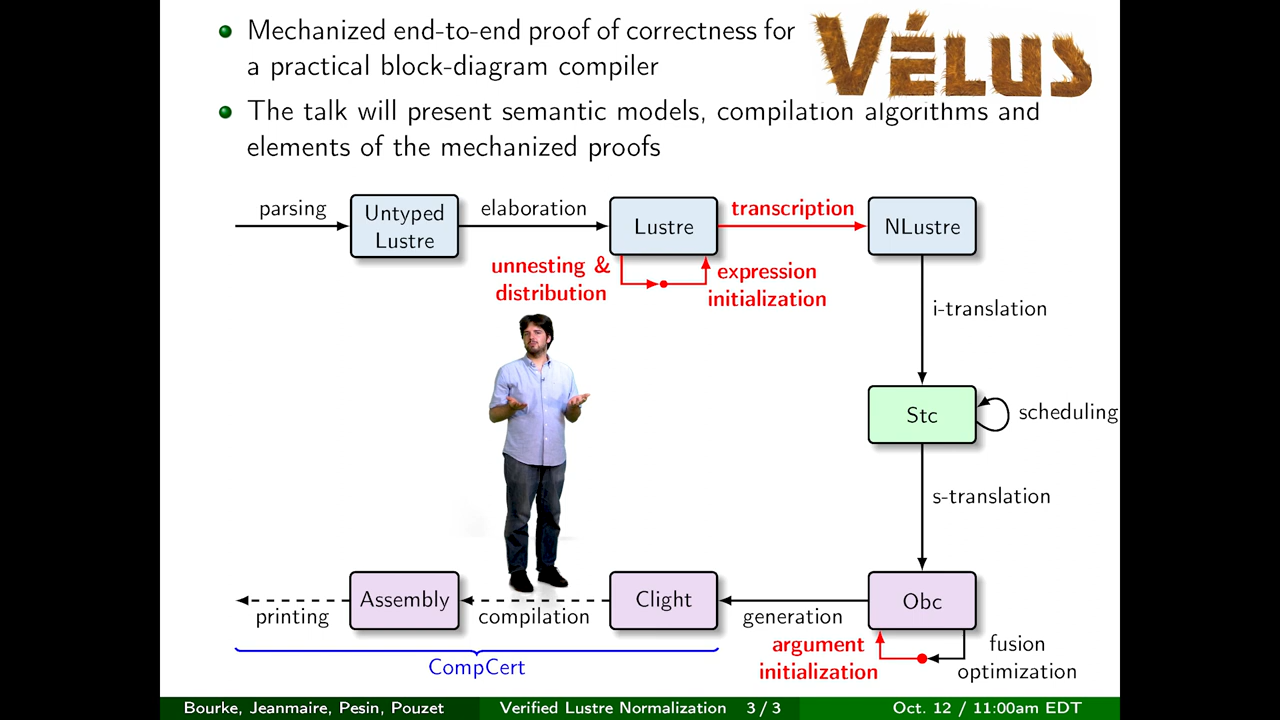 Mechanized end-to-end proof of correctness for
a practical block-diagram compiler
VÉLUS
The talk will present semantic models, compilation algorithms and
elements of the mechanized proofs
parsing
Untyped
Lustre
elaboration
Lustre
transcription
NLustre
unnesting &
distribution
expression
initialization
i-translation
Stc
scheduling
s-translation
printing
Assembly
compilation
Clight
generation
Obc
argument
initialization
fusion
optimization
CompCert
Bourke, Jeanmaire, Pesin, Pouzet
Verified Lustre Normalization 3 / 3
Oct. 12 / 11:00am EDT